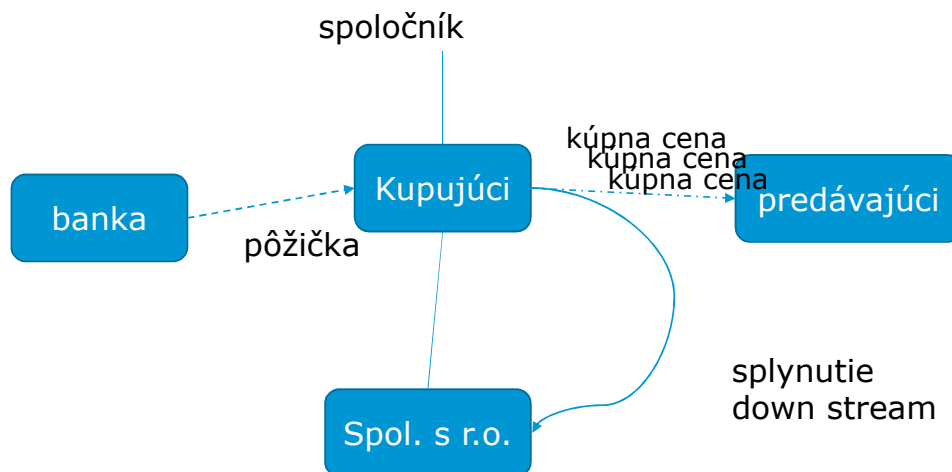 spoločník
kúpna cena
kúpna cena
kúpna cena
Kupujúci
predávajúci
banka
pôžička
splynutie
down stream
Spol. s r.o.